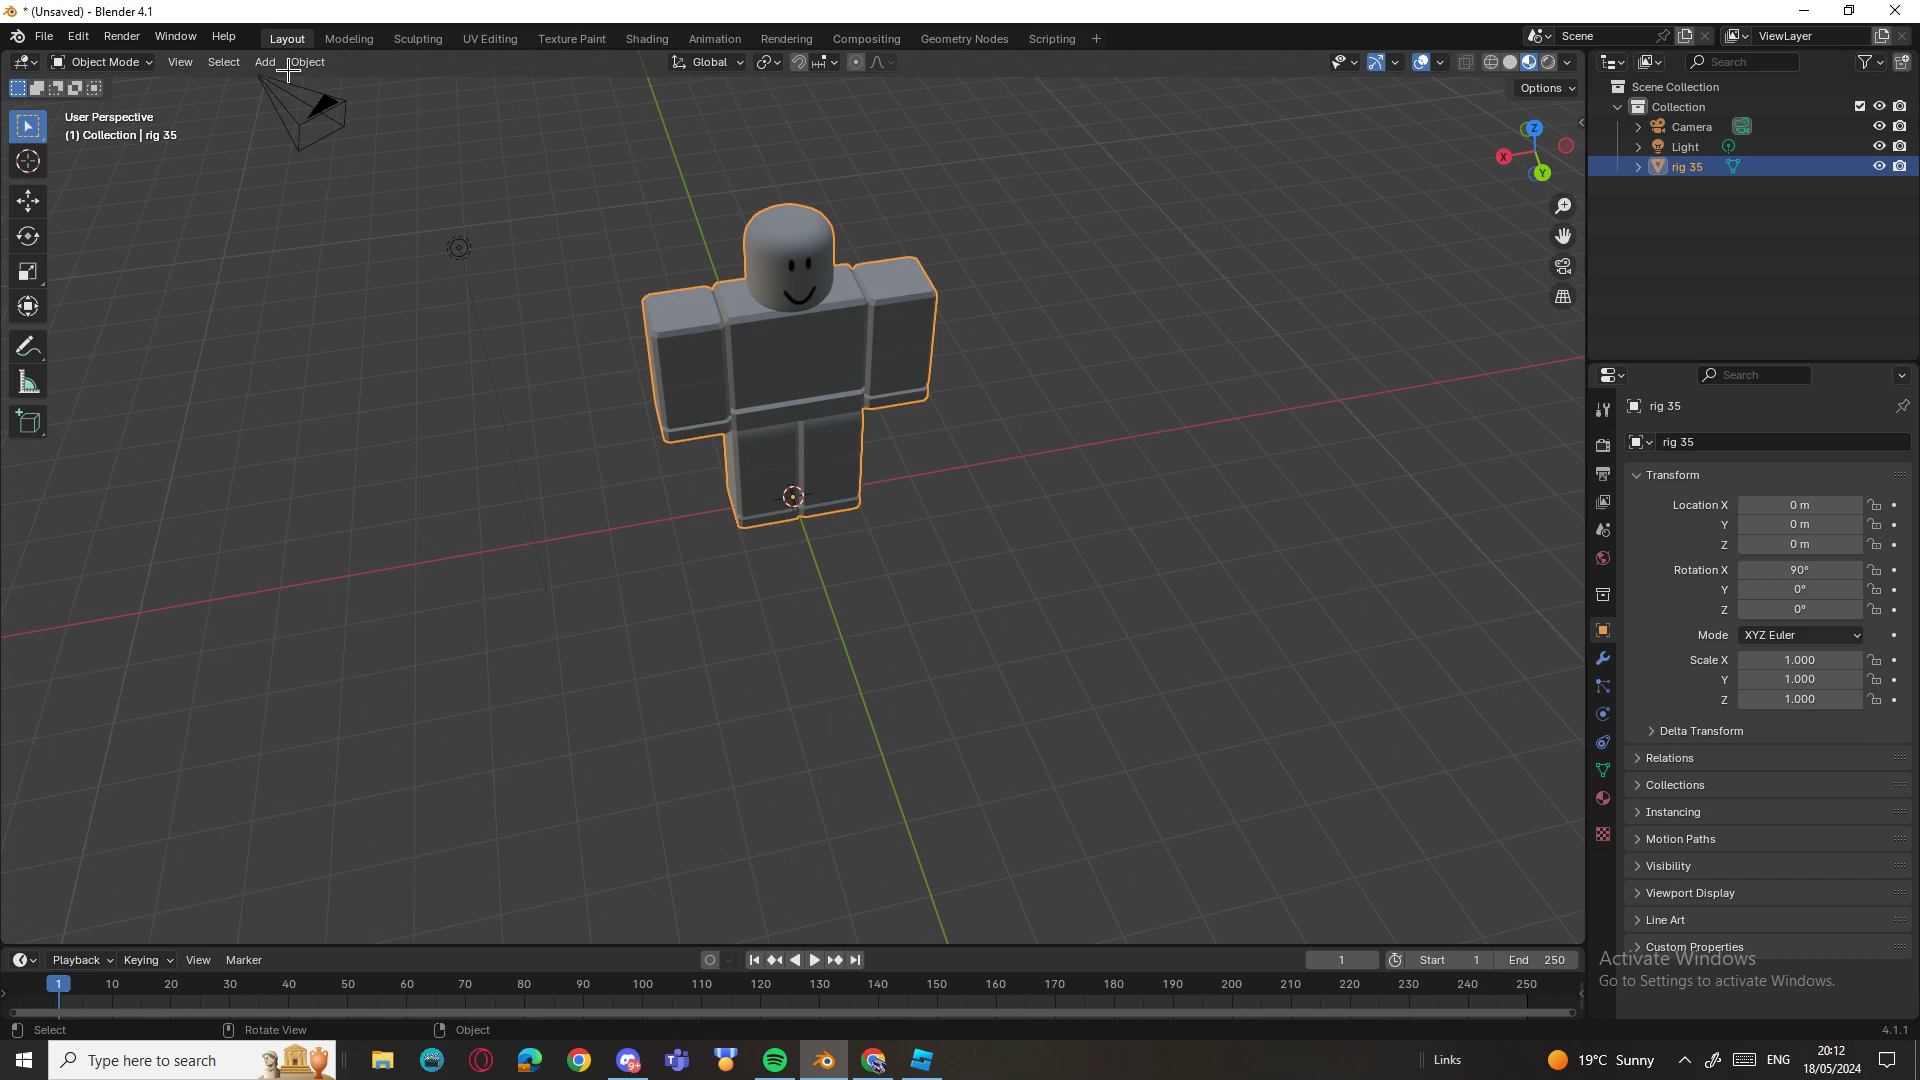 * (Unsaved) - Blender 4.1
File Edit Render Window Help Layout Modeling Sculpting UV Editing Texture Paint Shading Animation Rendering Compositing Geometry Nodes Scripting + Scene ViewLayer
Object Mode View Select Add Object Global Search
Options
User Perspective
(1) Collection | rig 35
Z
X
Y
Scene Collection
Collection
Camera
Light
rig 35
Search
rig 35
rig 35
Transform
Location X 0 m
Y 0 m
Z 0 m
Rotation X 90°
Y 0°
Z 0°
Mode XYZ Euler
Scale X 1.000
Y 1.000
Z 1.000
Delta Transform
Relations
Collections
Instancing
Motion Paths
Visibility
Viewport Display
Line Art
Custom Properties
Activate Windows
Go to Settings to activate Windows.
Playback Keying View Marker 1 Start 1 End 250
1 10 20 30 40 50 60 70 80 90 100 110 120 130 140 150 160 170 180 190 200 210 220 230 240 250
Select Rotate View Object 4.1.1
Type here to search 9+ Links 19°C Sunny ENG 20:12
18/05/2024